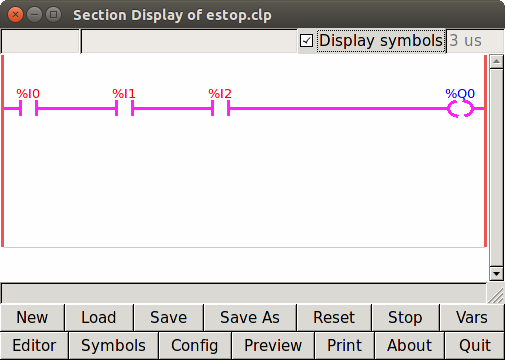 Section Display of estop.clp
Display symbols 3 us
%I0 %I1 %I2 %Q0
New Load Save Save As Reset Stop Vars
Editor Symbols Config Preview Print About Quit